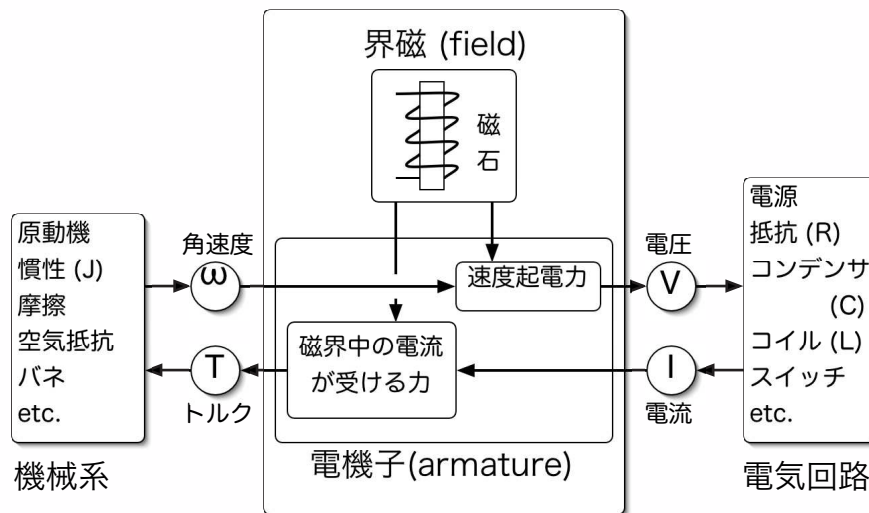 界磁 (field)
磁
石
原動機
慣性 (J)
摩擦
空気抵抗
バネ
etc.
機械系
角速度
ω
T
トルク
速度起電力
磁界中の電流
が受ける力
電機子(armature)
電圧
V
I
電流
電源
抵抗 (R)
コンデンサ
(C)
コイル (L)
スイッチ
etc.
電気回路